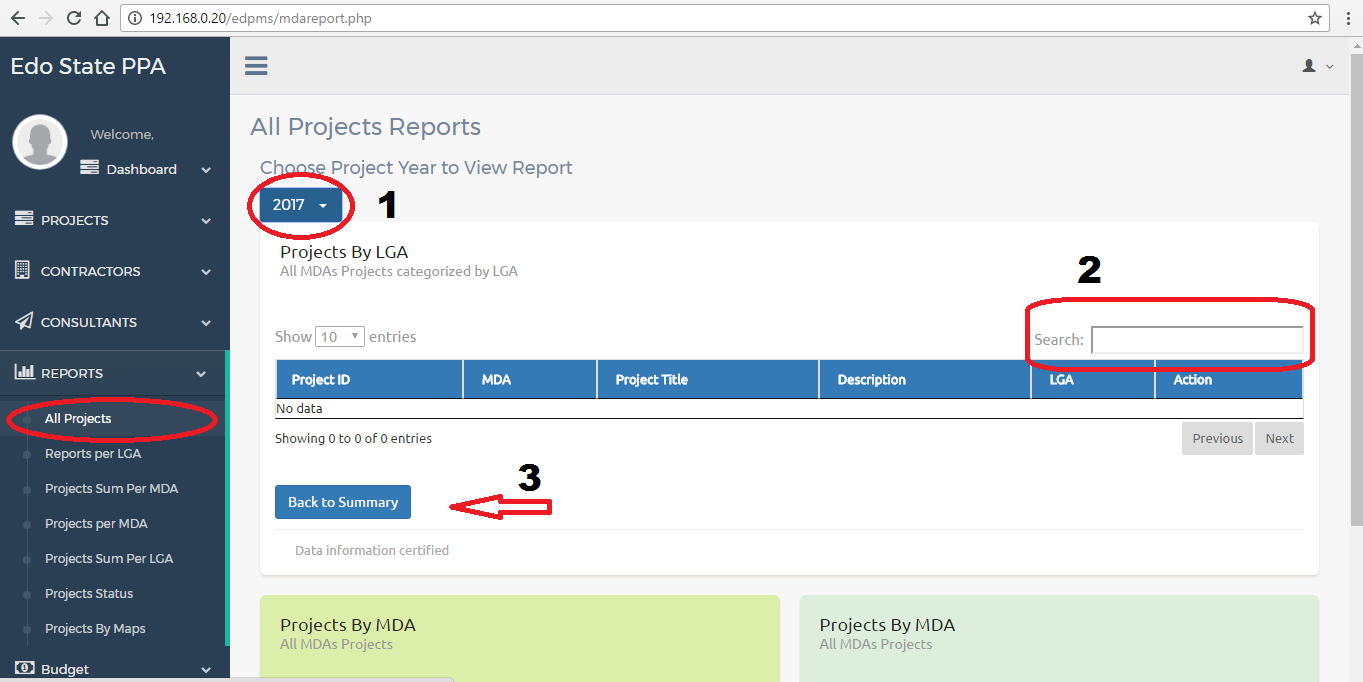 192.168.0.20/edpms/mdareport.php
Edo State PPA
Welcome,
Dashboard
PROJECTS
CONTRACTORS
CONSULTANTS
REPORTS
All Projects
Reports per LGA
Projects Sum Per MDA
Projects per MDA
Projects Sum Per LGA
Projects Status
Projects By Maps
Budget
All Projects Reports
Choose Project Year to View Report
2017
1
Projects By LGA
All MDAs Projects categorized by LGA
2
Show 10 entries
Search:
Project ID MDA Project Title Description LGA Action
No data
Showing 0 to 0 of 0 entries
Previous Next
3
Back to Summary
Data information certified
Projects By MDA
All MDAs Projects
Projects By MDA
All MDAs Projects